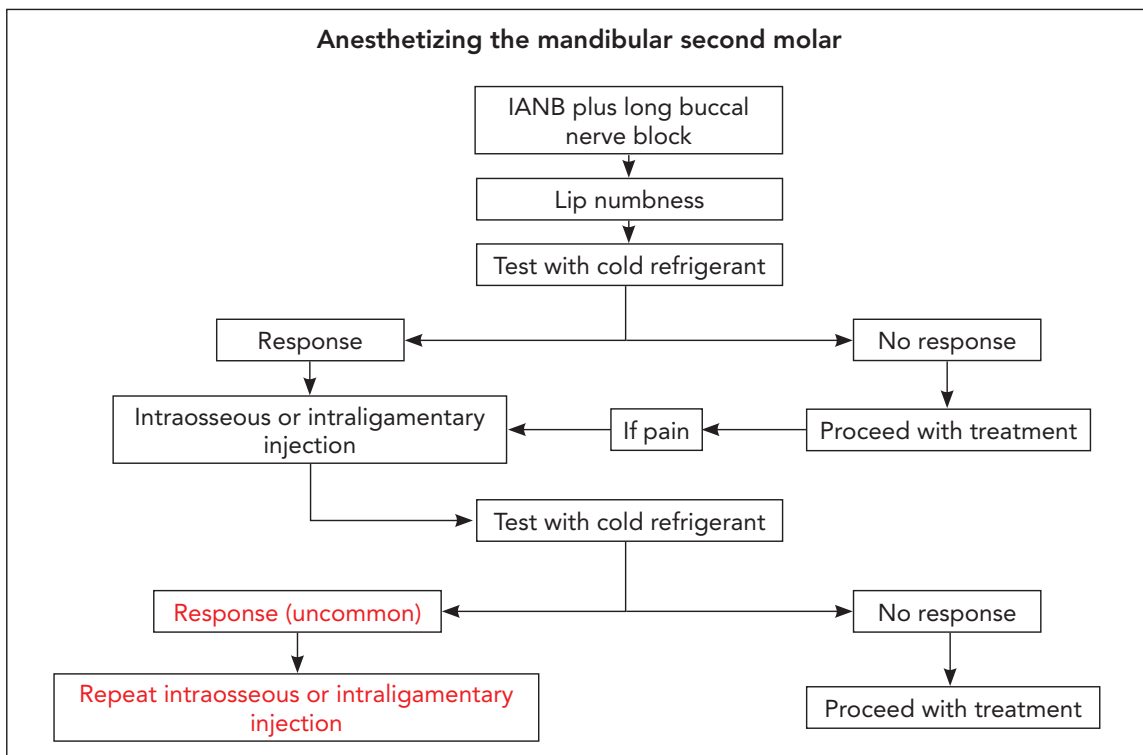 Anesthetizing the mandibular second molar
IANB plus long buccal
nerve block
Lip numbness
Test with cold refrigerant
Response
No response
Intraosseous or intraligamentary
injection
If pain
Proceed with treatment
Test with cold refrigerant
Response (uncommon)
No response
Repeat intraosseous or intraligamentary
injection
Proceed with treatment